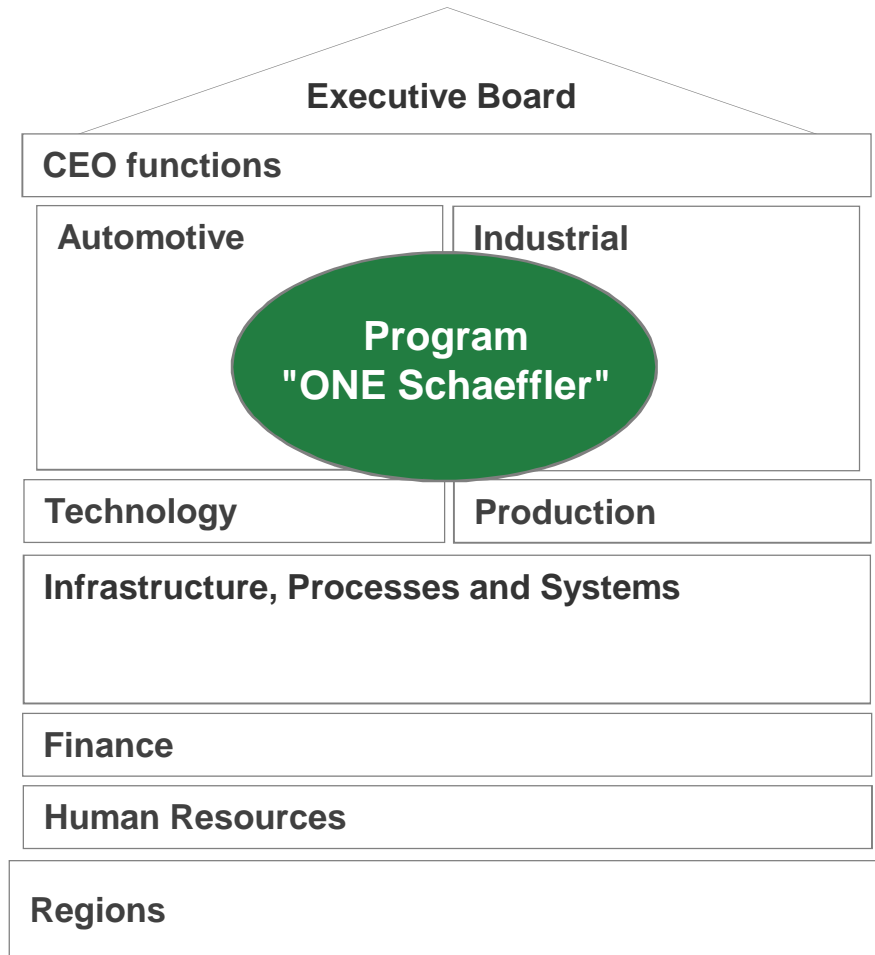 Executive Board
CEO functions
Automotive
Industrial
Program
"ONE Schaeffler"
Technology
Production
Infrastructure, Processes and Systems
Finance
Human Resources
Regions